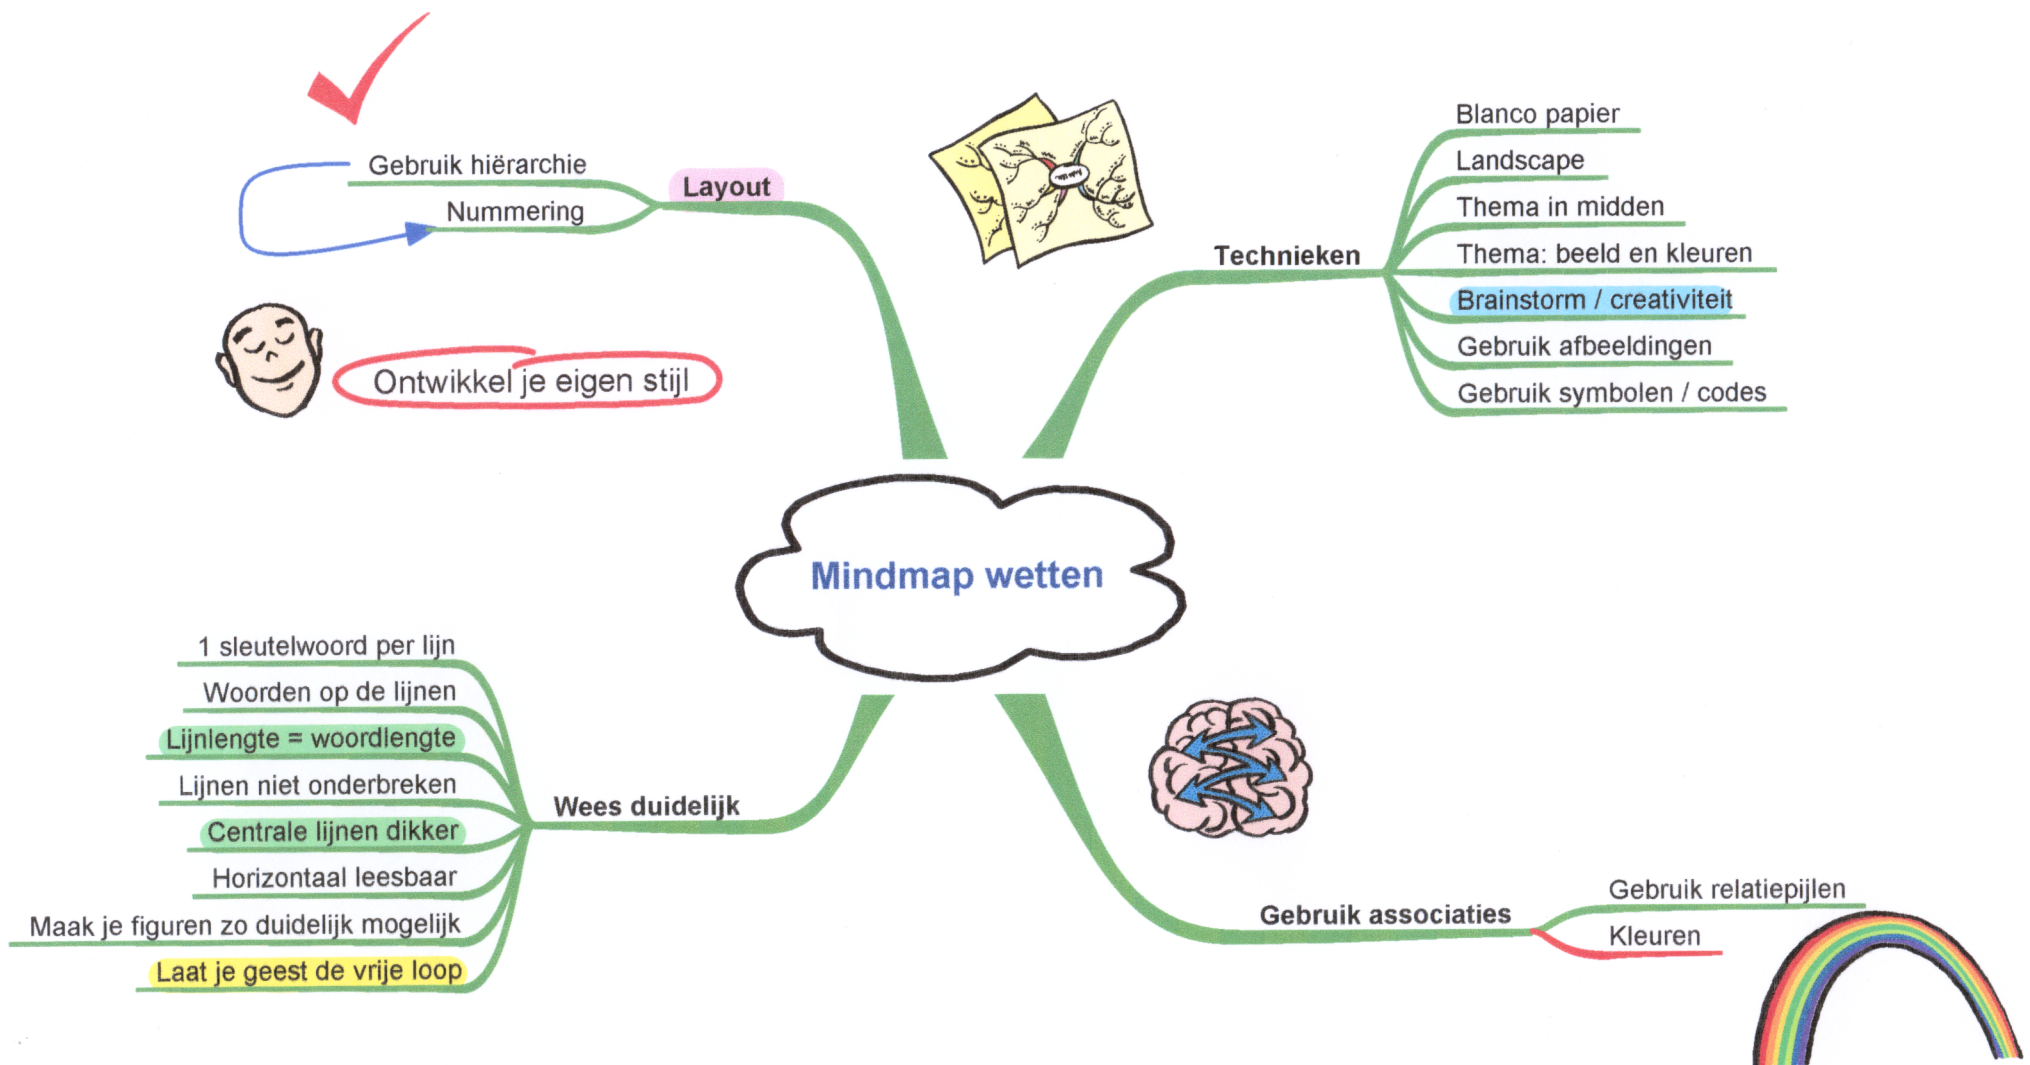 Gebruik hiërarchie
Nummering
Layout
Ontwikkel je eigen stijl
Technieken
Blanco papier
Landscape
Thema in midden
Thema: beeld en kleuren
Brainstorm / creativiteit
Gebruik afbeeldingen
Gebruik symbolen / codes
Mindmap wetten
1 sleutelwoord per lijn
Woorden op de lijnen
Lijnlengte = woordlengte
Lijnen niet onderbreken
Centrale lijnen dikker
Horizontaal leesbaar
Maak je figuren zo duidelijk mogelijk
Laat je geest de vrije loop
Wees duidelijk
Gebruik associaties
Gebruik relatiepijlen
Kleuren